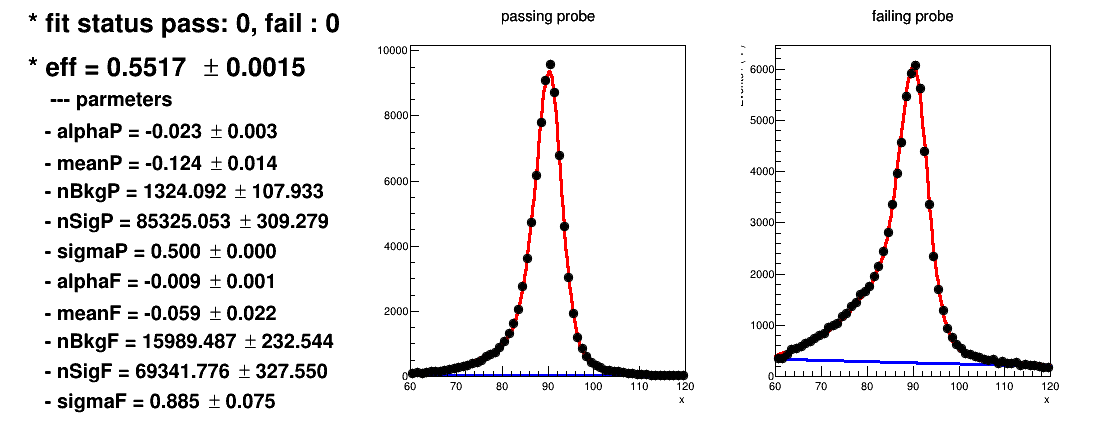 * fit status pass: 0, fail : 0
* eff = 0.5517 ± 0.0015
--- parmeters
- alphaP = -0.023 ± 0.003
- meanP = -0.124 ± 0.014
- nBkgP = 1324.092 ± 107.933
- nSigP = 85325.053 ± 309.279
- sigmaP = 0.500 ± 0.000
- alphaF = -0.009 ± 0.001
- meanF = -0.059 ± 0.022
- nBkgF = 15989.487 ± 232.544
- nSigF = 69341.776 ± 327.550
- sigmaF = 0.885 ± 0.075
passing probe
10000
8000
6000
4000
2000
0
60 70 80 90 100 110 120
x
failing probe
6000
5000
4000
3000
2000
1000
0
60 70 80 90 100 110 120
x